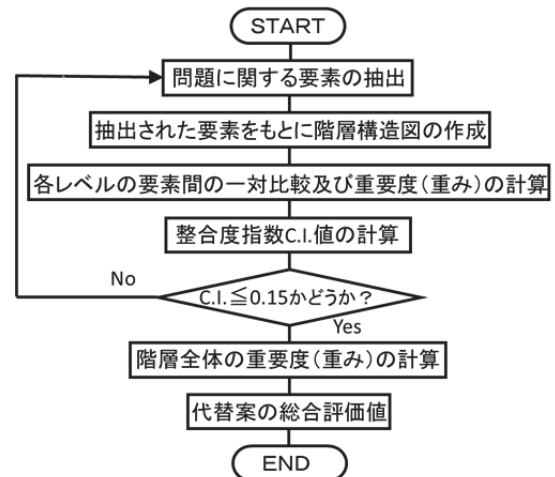 START
問題に関する要素の抽出
抽出された要素をもとに階層構造図の作成
各レベルの要素間の一対比較及び重要度(重み)の計算
整合度指数C.I.値の計算
No
C.I.≦0.15かどうか？
Yes
階層全体の重要度(重み)の計算
代替案の総合評価値
END